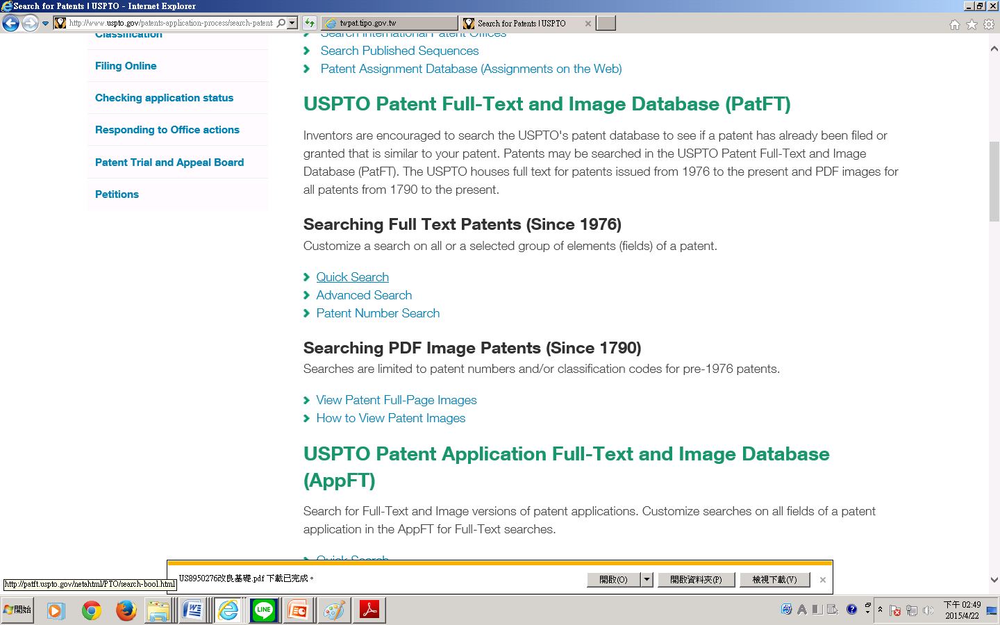 Search for Patents | USPTO - Internet Explorer
http://www.uspto.gov/patents-application-process/search-patents
twpat.tipo.gov.tw
Search for Patents | USPTO
Classification
Filing Online
Checking application status
Responding to Office actions
Patent Trial and Appeal Board
Petitions
Search International Patent Offices
Search Published Sequences
Patent Assignment Database (Assignments on the Web)
USPTO Patent Full-Text and Image Database (PatFT)
Inventors are encouraged to search the USPTO's patent database to see if a patent has already been filed or
granted that is similar to your patent. Patents may be searched in the USPTO Patent Full-Text and Image
Database (PatFT). The USPTO houses full text for patents issued from 1976 to the present and PDF images for
all patents from 1790 to the present.
Searching Full Text Patents (Since 1976)
Customize a search on all or a selected group of elements (fields) of a patent.
Quick Search
Advanced Search
Patent Number Search
Searching PDF Image Patents (Since 1790)
Searches are limited to patent numbers and/or classification codes for pre-1976 patents.
View Patent Full-Page Images
How to View Patent Images
USPTO Patent Application Full-Text and Image Database
(AppFT)
Search for Full-Text and Image versions of patent applications. Customize searches on all fields of a patent
application in the AppFT for Full-Text searches.
Quick Search
US8950276改良基礎.pdf 下載已完成。
開啟(O)
開啟資料夾(P)
檢視下載(V)
http://patft.uspto.gov/netahtml/PTO/search-bool.html
開始
LINE
下午 02:49
2015/4/22